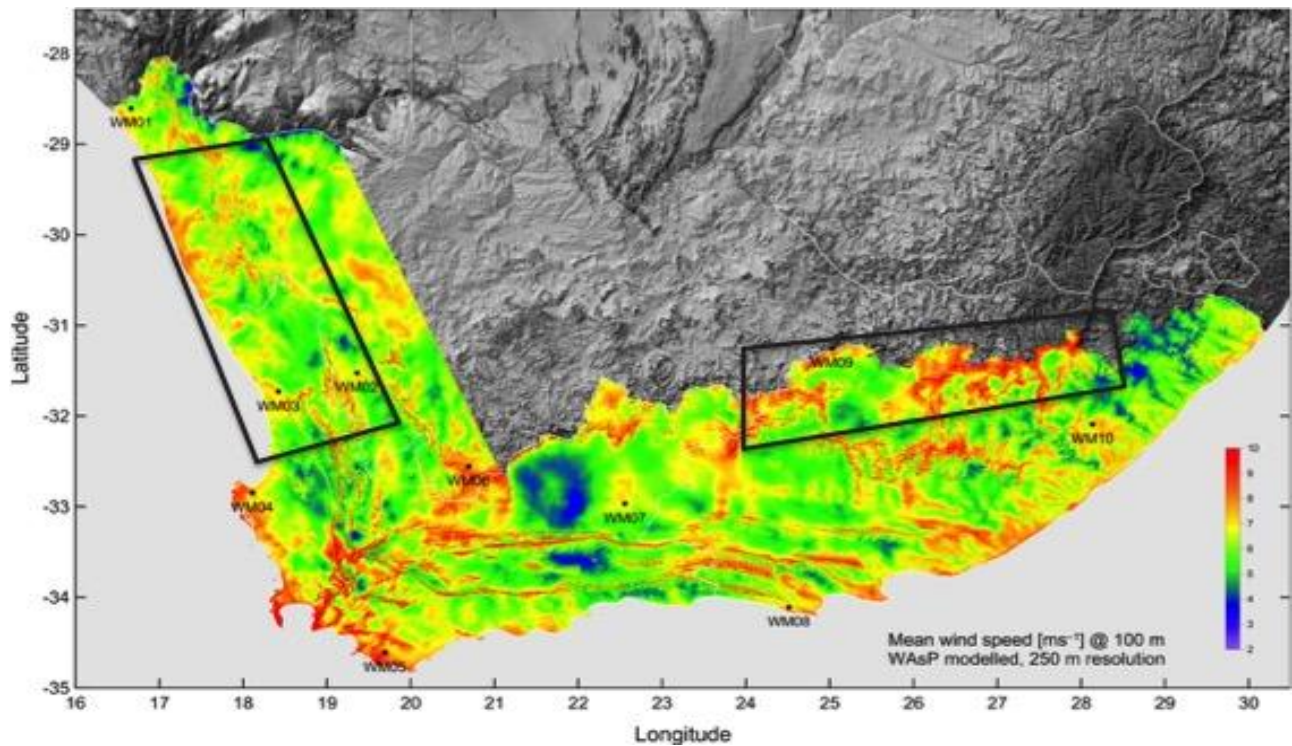 -28
-29
-30
-31
-32
-33
-34
-35
Latitude
16 17 18 19 20 21 22 23 24 25 26 27 28 29 30
Longitude
WM01
WM02
WM03
WM04
WM05
WM06
WM07
WM08
WM09
WM10
10
9
8
7
6
5
4
3
2
Mean wind speed [ms⁻¹] @ 100 m
WAsP modelled, 250 m resolution